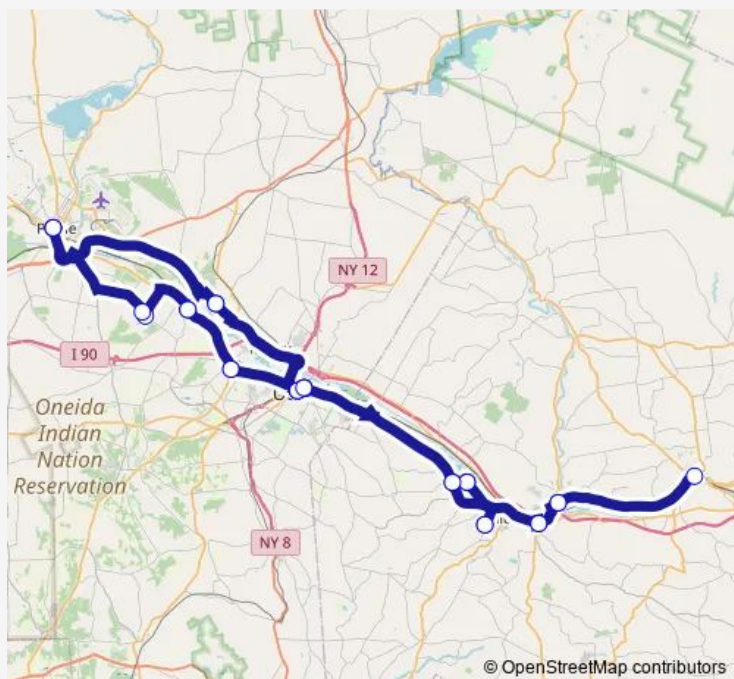 NY 12
I 90
Oneida
Indian
Nation
Reservation
NY 8
© OpenStreetMap contributors